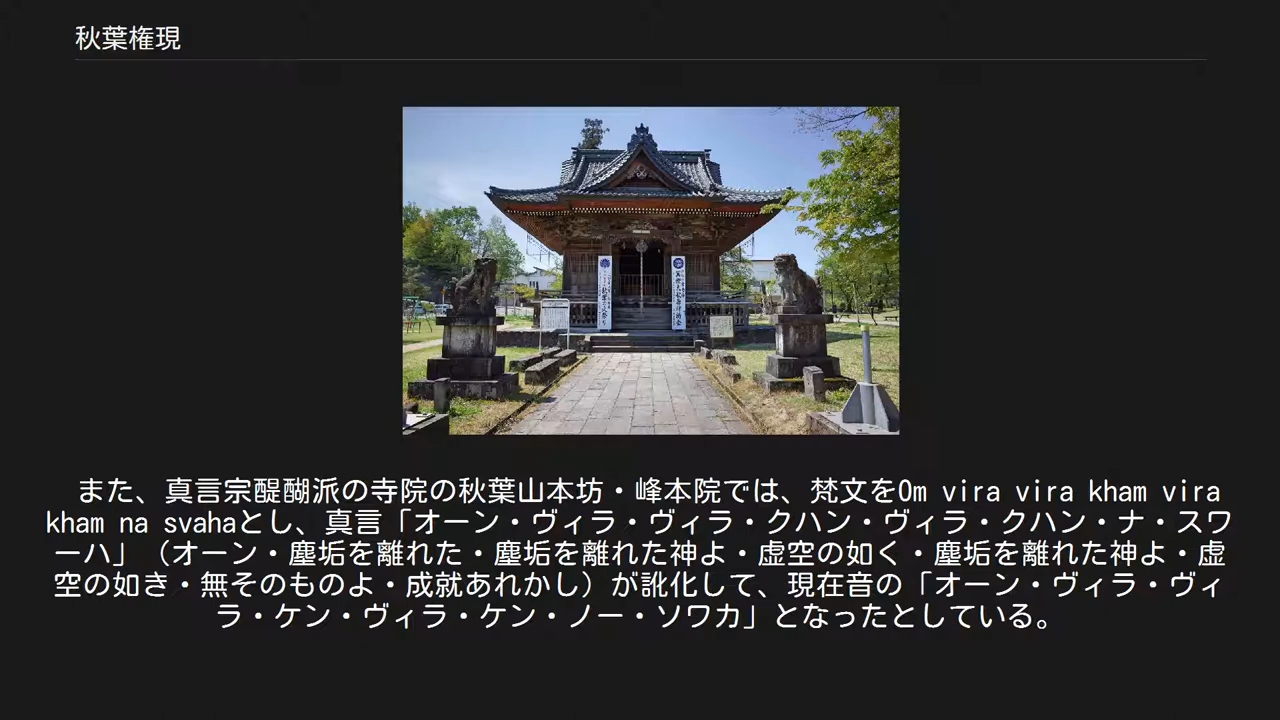 秋葉権現
また、真言宗醍醐派の寺院の秋葉山本坊・峰本院では、梵文をOm vira vira kham vira
kham na svahaとし、真言「オーン・ヴィラ・ヴィラ・クハン・ヴィラ・クハン・ナ・スワ
ーハ」（オーン・塵垢を離れた・塵垢を離れた神よ・虚空の如く・塵垢を離れた神よ・虚
空の如き・無そのものよ・成就あれかし）が訛化して、現在音の「オーン・ヴィラ・ヴィ
ラ・ケン・ヴィラ・ケン・ノー・ソワカ」となったとしている。